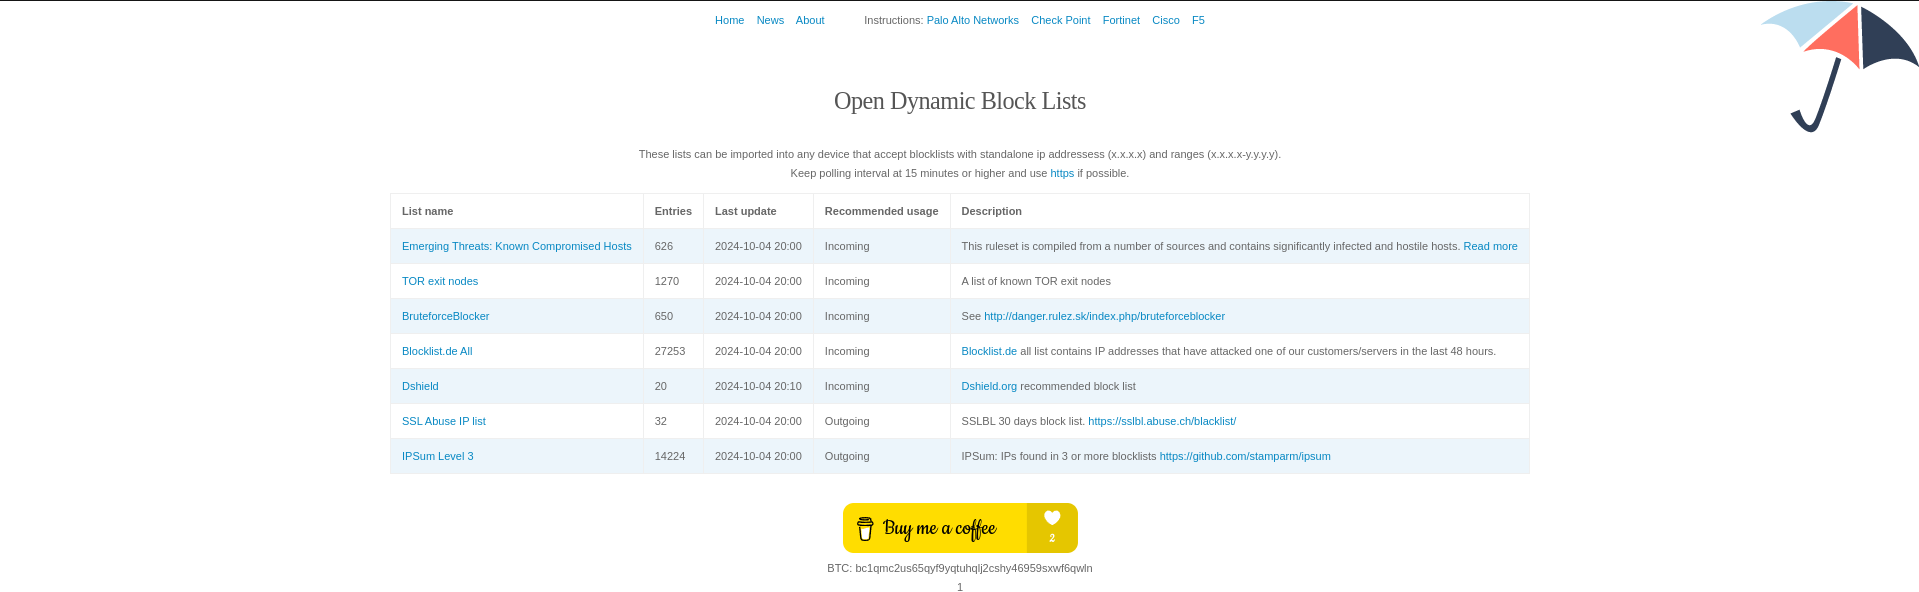 Home News About Instructions: Palo Alto Networks Check Point Fortinet Cisco F5
Open Dynamic Block Lists
These lists can be imported into any device that accept blocklists with standalone ip addressess (x.x.x.x) and ranges (x.x.x.x-y.y.y.y).
Keep polling interval at 15 minutes or higher and use https if possible.
List name Entries Last update Recommended usage Description
Emerging Threats: Known Compromised Hosts 626 2024-10-04 20:00 Incoming This ruleset is compiled from a number of sources and contains significantly infected and hostile hosts. Read more
TOR exit nodes 1270 2024-10-04 20:00 Incoming A list of known TOR exit nodes
BruteforceBlocker 650 2024-10-04 20:00 Incoming See http://danger.rulez.sk/index.php/bruteforceblocker
Blocklist.de All 27253 2024-10-04 20:00 Incoming Blocklist.de all list contains IP addresses that have attacked one of our customers/servers in the last 48 hours.
Dshield 20 2024-10-04 20:10 Incoming Dshield.org recommended block list
SSL Abuse IP list 32 2024-10-04 20:00 Outgoing SSLBL 30 days block list. https://sslbl.abuse.ch/blacklist/
IPSum Level 3 14224 2024-10-04 20:00 Outgoing IPSum: IPs found in 3 or more blocklists https://github.com/stamparm/ipsum
Buy me a coffee 2
BTC: bc1qmc2us65qyf9yqtuhqlj2cshy46959sxwf6qwln
1